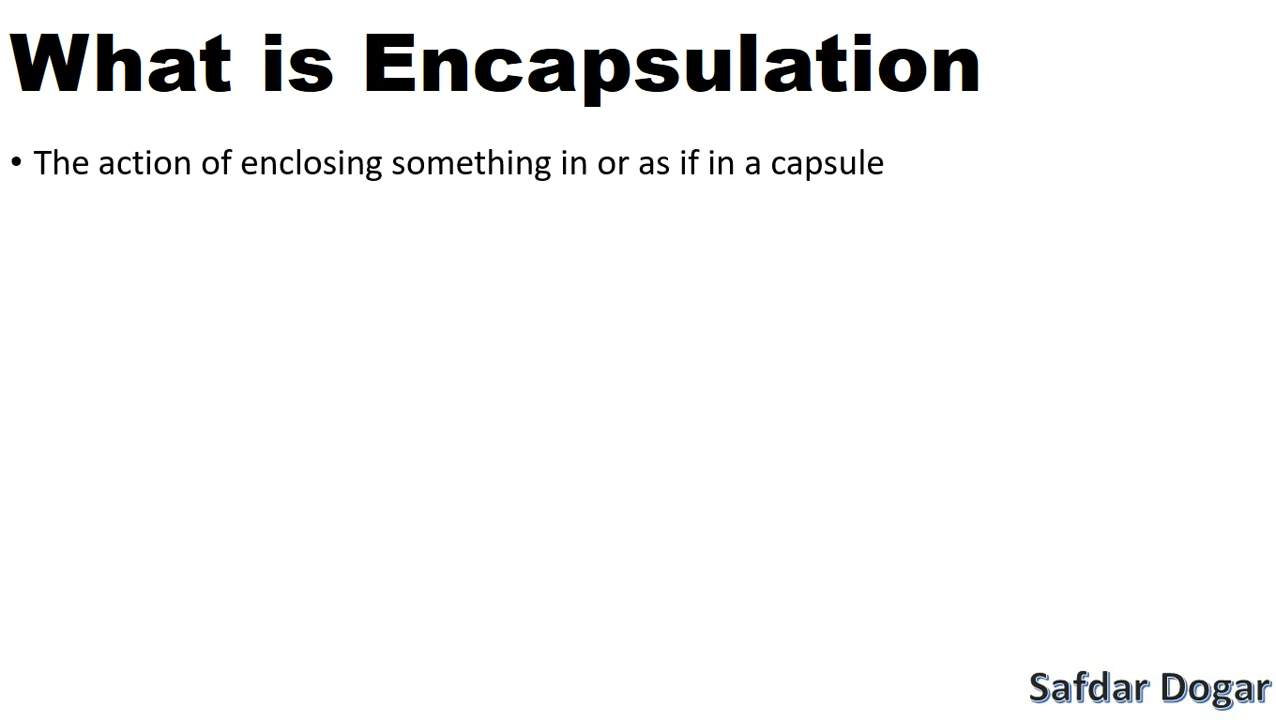 What is Encapsulation
• The action of enclosing something in or as if in a capsule
Safdar Dogar